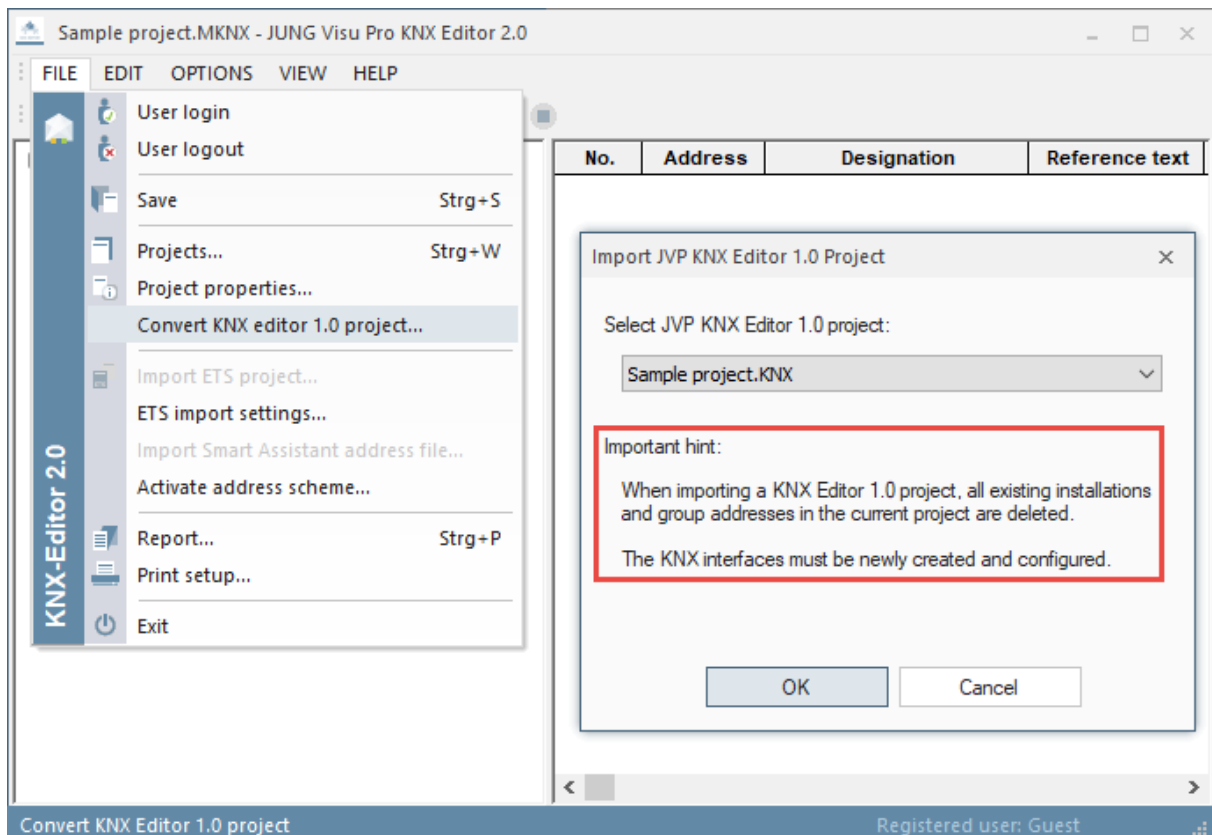 Sample project.MKNX - JUNG Visu Pro KNX Editor 2.0
FILE EDIT OPTIONS VIEW HELP
User login
User logout
Save Strg+S
Projects... Strg+W
Project properties...
Convert KNX editor 1.0 project...
Import ETS project...
ETS import settings...
Import Smart Assistant address file...
Activate address scheme...
Report... Strg+P
Print setup...
Exit
KNX-Editor 2.0
No. Address Designation Reference text
Import JVP KNX Editor 1.0 Project
Select JVP KNX Editor 1.0 project:
Sample project.KNX
Important hint:
When importing a KNX Editor 1.0 project, all existing installations
and group addresses in the current project are deleted.
The KNX interfaces must be newly created and configured.
OK Cancel
Convert KNX Editor 1.0 project Registered user: Guest